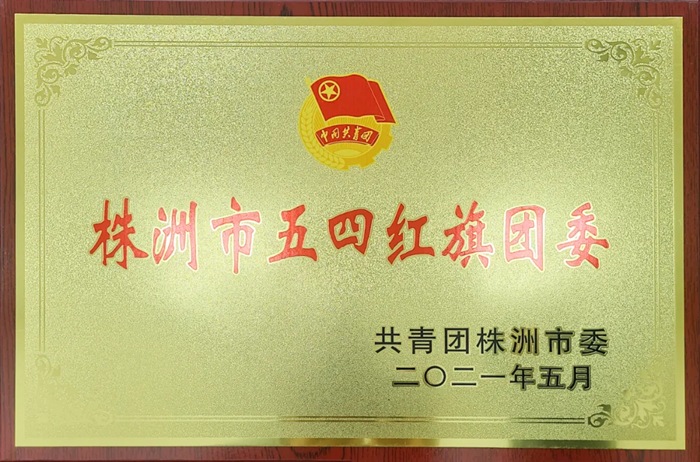 中国共青团
株洲市五四红旗团委
共青团株洲市委
二〇二一年五月